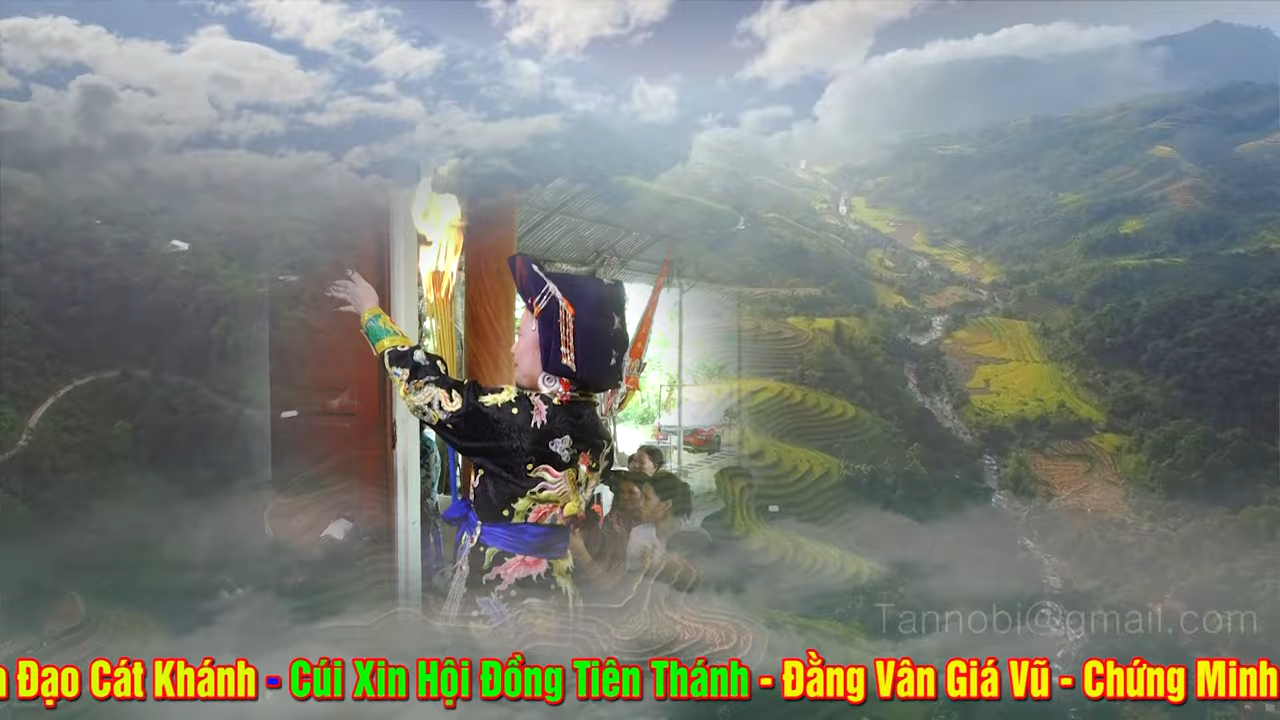 Tannobi@gmail.com
Đạo Cát Khánh - Cúi Xin Hội Đồng Tiên Thánh - Đằng Vân Giá Vũ - Chứng Minh